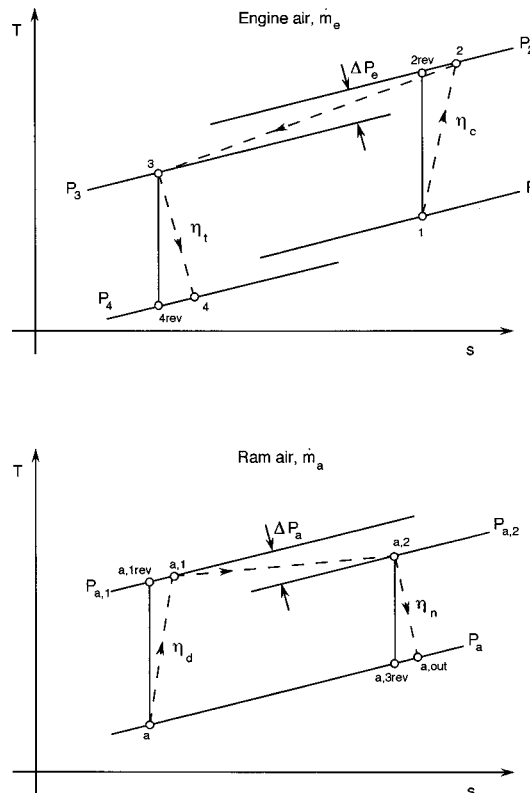 T
Engine air, ṁe
2rev
2
P2
ΔPe
ηc
3
P3
ηt
1
P
P4
4rev
4
s
T
Ram air, ṁa
ΔPa
Pa,2
a,1rev
a,1
a,2
Pa,1
ηd
ηn
Pa
a,3rev
a,out
a
s